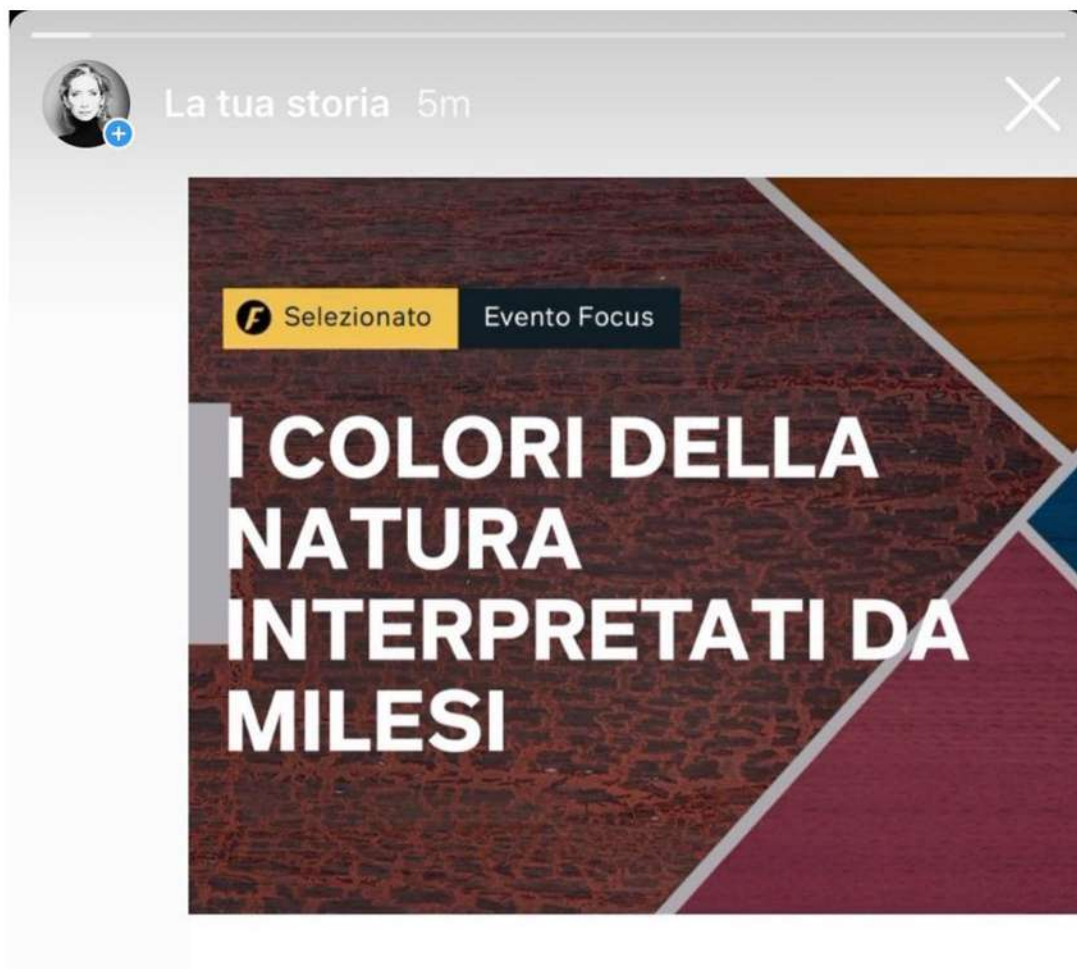 La tua storia 5m
Selezionato Evento Focus
I COLORI DELLA
NATURA
INTERPRETATI DA
MILESI